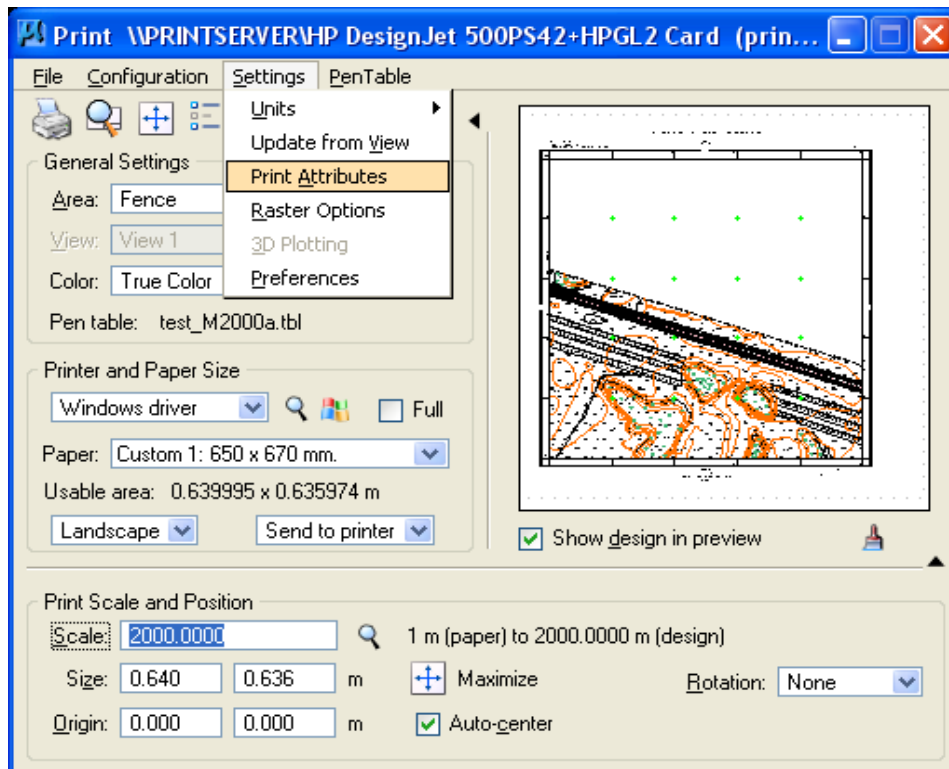 Print \\PRINTSERVER\HP DesignJet 500PS42+HPGL2 Card (prin...
File Configuration Settings PenTable
Units
Update from View
Print Attributes
Raster Options
3D Plotting
Preferences
General Settings
Area: Fence
View: View 1
Color: True Color
Pen table: test_M2000a.tbl
Printer and Paper Size
Windows driver Full
Paper: Custom 1: 650 x 670 mm.
Usable area: 0.639995 x 0.635974 m
Landscape Send to printer
Show design in preview
Print Scale and Position
Scale: 2000.0000 1 m (paper) to 2000.0000 m (design)
Size: 0.640 0.636 m Maximize Rotation: None
Origin: 0.000 0.000 m Auto-center